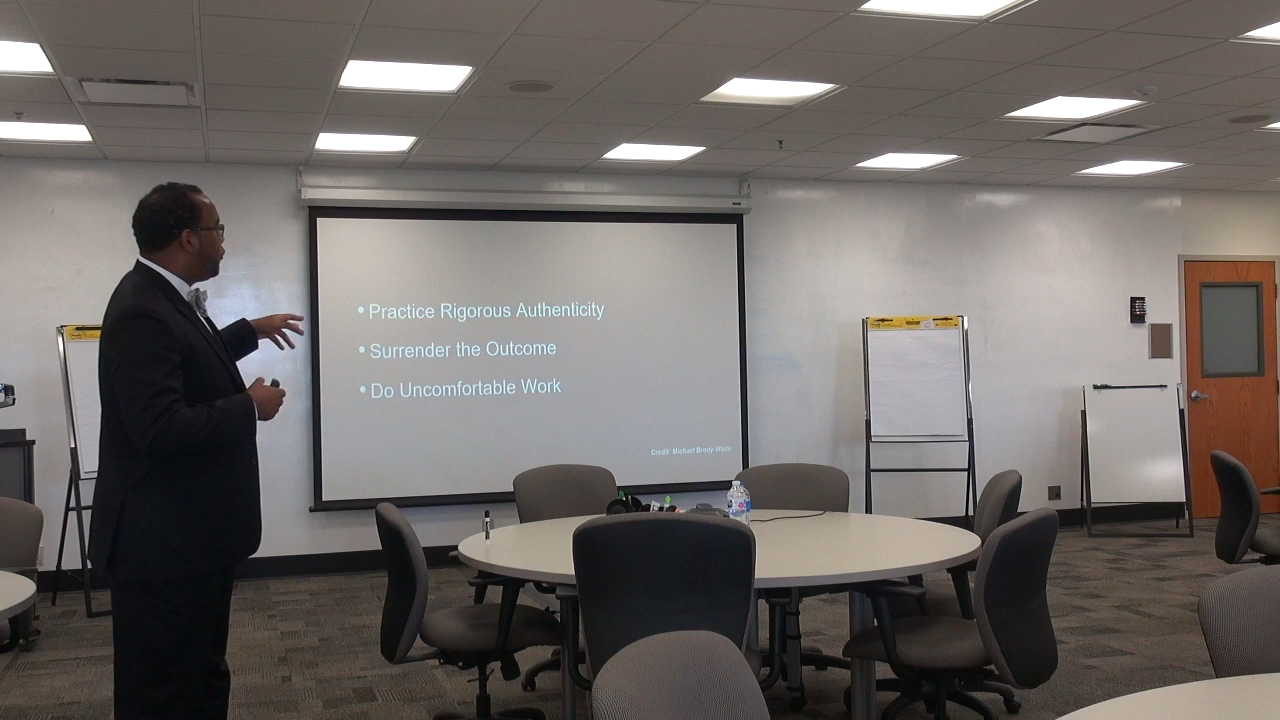 • Practice Rigorous Authenticity
• Surrender the Outcome
• Do Uncomfortable Work
Credit: Michael Brody-Waite